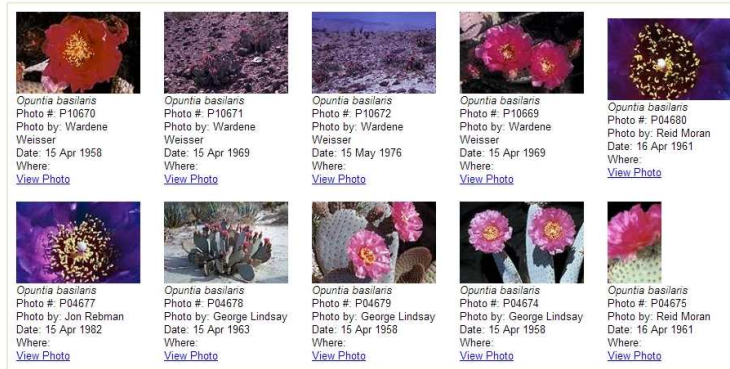 Opuntia basilaris
Photo #: P10670
Photo by: Wardene
Weisser
Date: 15 Apr 1958
Where:
View Photo
Opuntia basilaris
Photo #: P10671
Photo by: Wardene
Weisser
Date: 15 Apr 1969
Where:
View Photo
Opuntia basilaris
Photo #: P10672
Photo by: Wardene
Weisser
Date: 15 May 1976
Where:
View Photo
Opuntia basilaris
Photo #: P10669
Photo by: Wardene
Weisser
Date: 15 Apr 1969
Where:
View Photo
Opuntia basilaris
Photo #: P04680
Photo by: Reid Moran
Date: 16 Apr 1961
Where:
View Photo
Opuntia basilaris
Photo #: P04677
Photo by: Jon Rebman
Date: 15 Apr 1982
Where:
View Photo
Opuntia basilaris
Photo #: P04678
Photo by: George Lindsay
Date: 15 Apr 1963
Where:
View Photo
Opuntia basilaris
Photo #: P04679
Photo by: George Lindsay
Date: 15 Apr 1958
Where:
View Photo
Opuntia basilaris
Photo #: P04674
Photo by: George Lindsay
Date: 15 Apr 1958
Where:
View Photo
Opuntia basilaris
Photo #: P04675
Photo by: Reid Moran
Date: 16 Apr 1961
Where:
View Photo